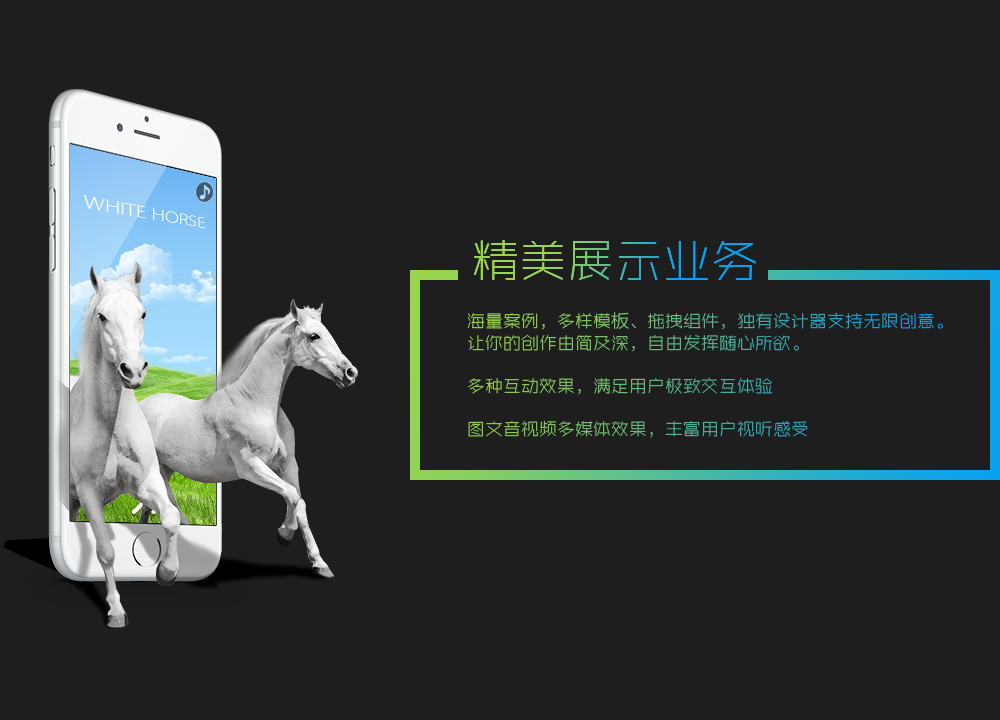 WHITE HORSE
精美展示业务
海量案例，多样模板、拖拽组件，独有设计器支持无限创意。
让你的创作由简及深，自由发挥随心所欲。
多种互动效果，满足用户极致交互体验
图文音视频多媒体效果，丰富用户视听感受